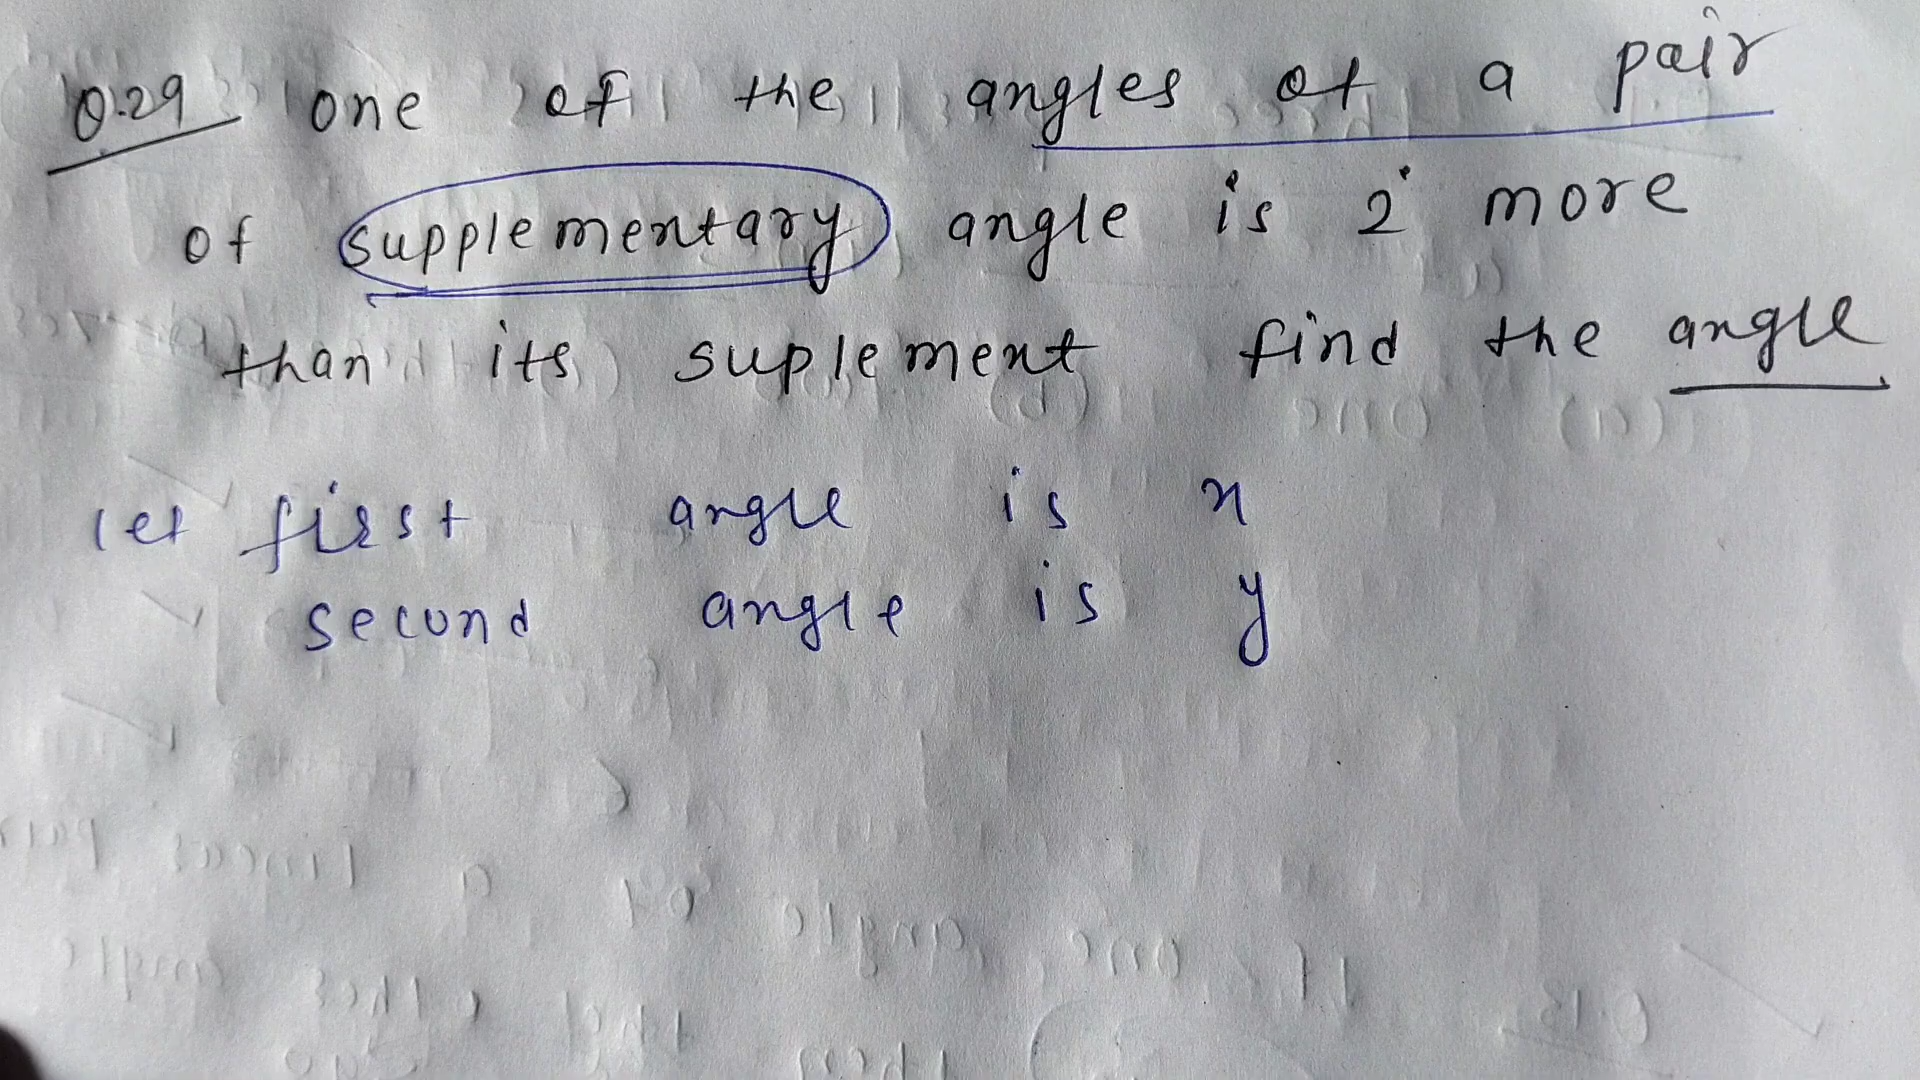 Q.29 one of the angles of a pair
of supplementary angle is 2° more
than its suplement find the angle
let first angle is x
second angle is y